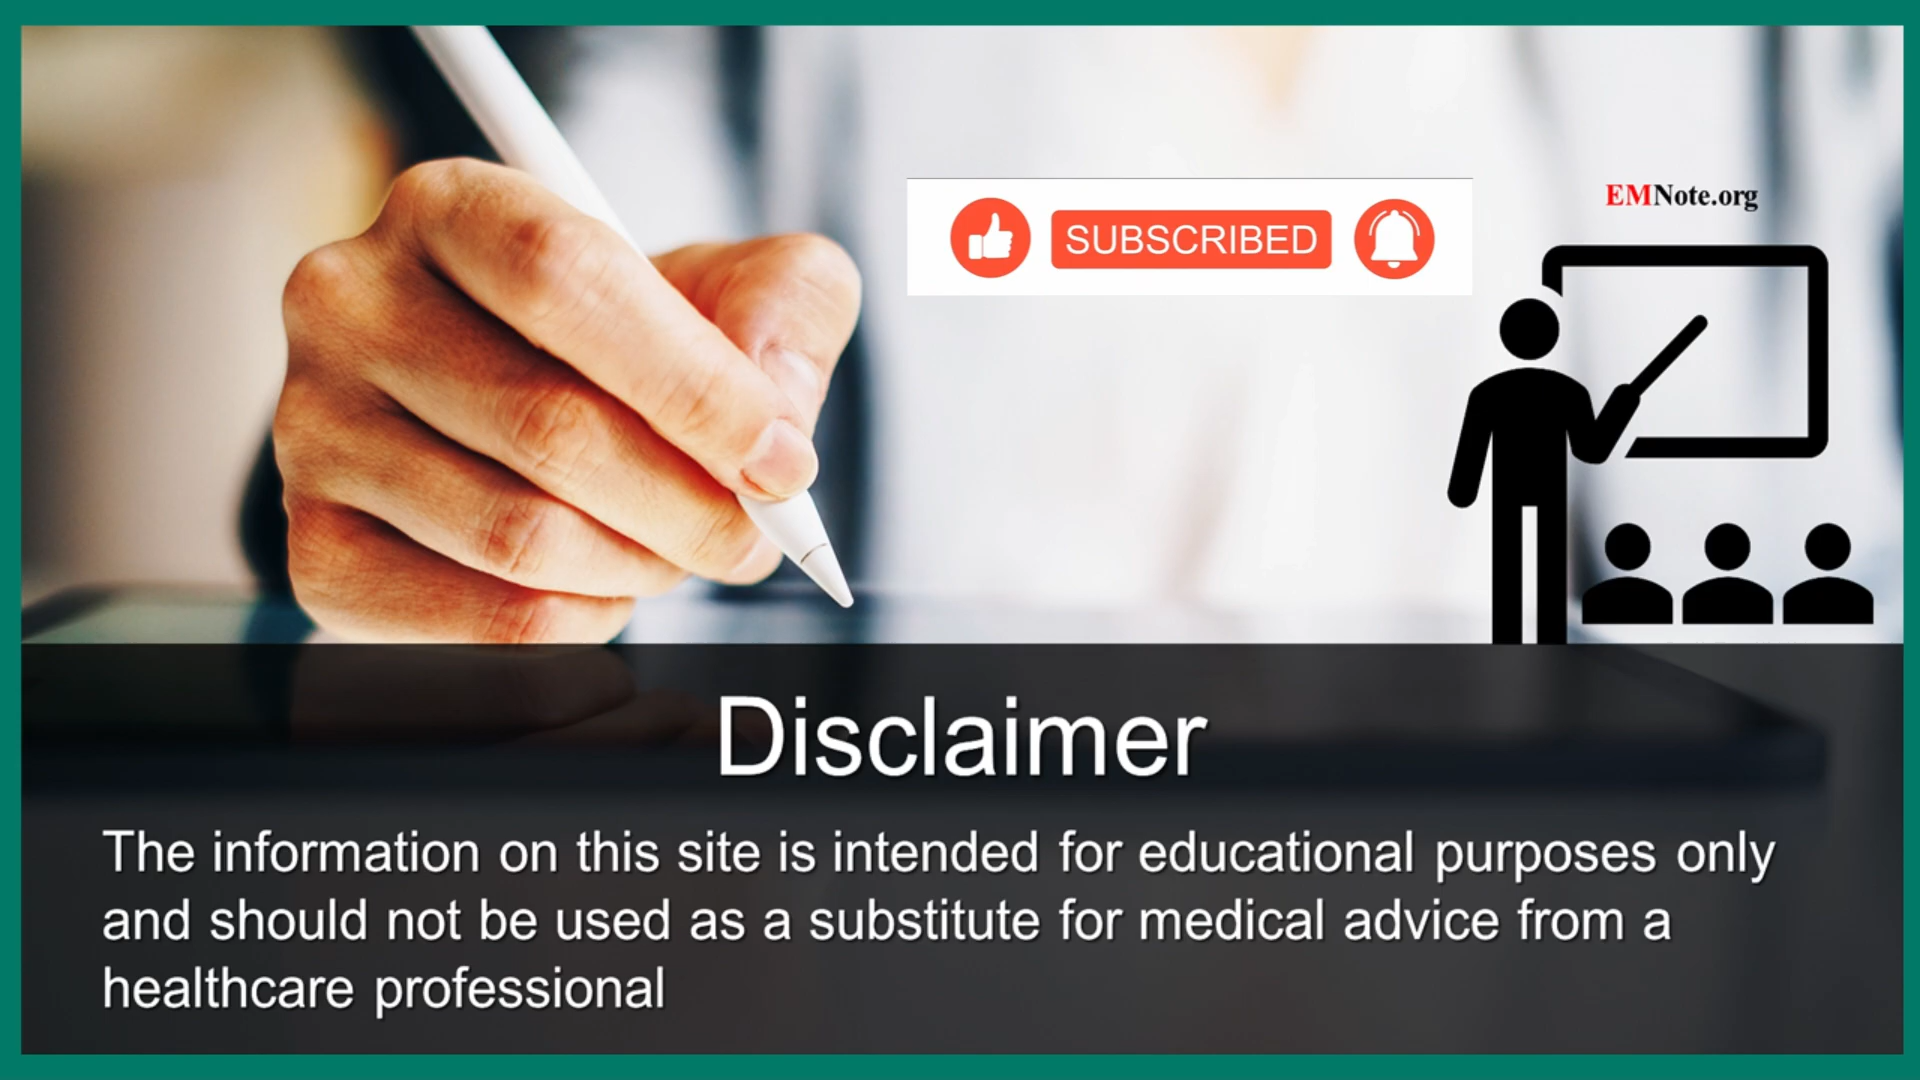 EMNote.org
SUBSCRIBED
Disclaimer
The information on this site is intended for educational purposes only
and should not be used as a substitute for medical advice from a
healthcare professional